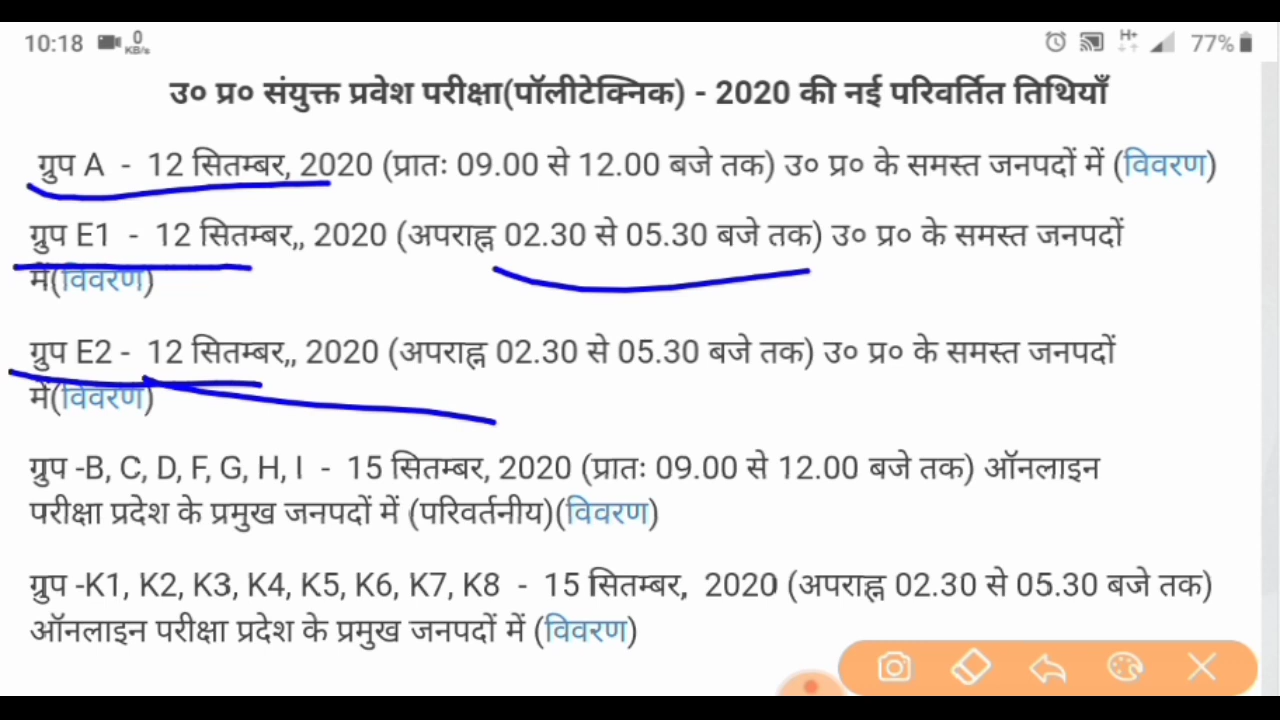 10:18 0 KB/s H+ 77%
उ० प्र० संयुक्त प्रवेश परीक्षा(पॉलीटेक्निक) - 2020 की नई परिवर्तित तिथियाँ
ग्रुप A - 12 सितम्बर, 2020 (प्रातः 09.00 से 12.00 बजे तक) उ० प्र० के समस्त जनपदों में (विवरण)
ग्रुप E1 - 12 सितम्बर,, 2020 (अपराह्न 02.30 से 05.30 बजे तक) उ० प्र० के समस्त जनपदों
में(विवरण)
ग्रुप E2 - 12 सितम्बर,, 2020 (अपराह्न 02.30 से 05.30 बजे तक) उ० प्र० के समस्त जनपदों
में(विवरण)
ग्रुप -B, C, D, F, G, H, I - 15 सितम्बर, 2020 (प्रातः 09.00 से 12.00 बजे तक) ऑनलाइन
परीक्षा प्रदेश के प्रमुख जनपदों में (परिवर्तनीय)(विवरण)
ग्रुप -K1, K2, K3, K4, K5, K6, K7, K8 - 15 सितम्बर, 2020 (अपराह्न 02.30 से 05.30 बजे तक)
ऑनलाइन परीक्षा प्रदेश के प्रमुख जनपदों में (विवरण)